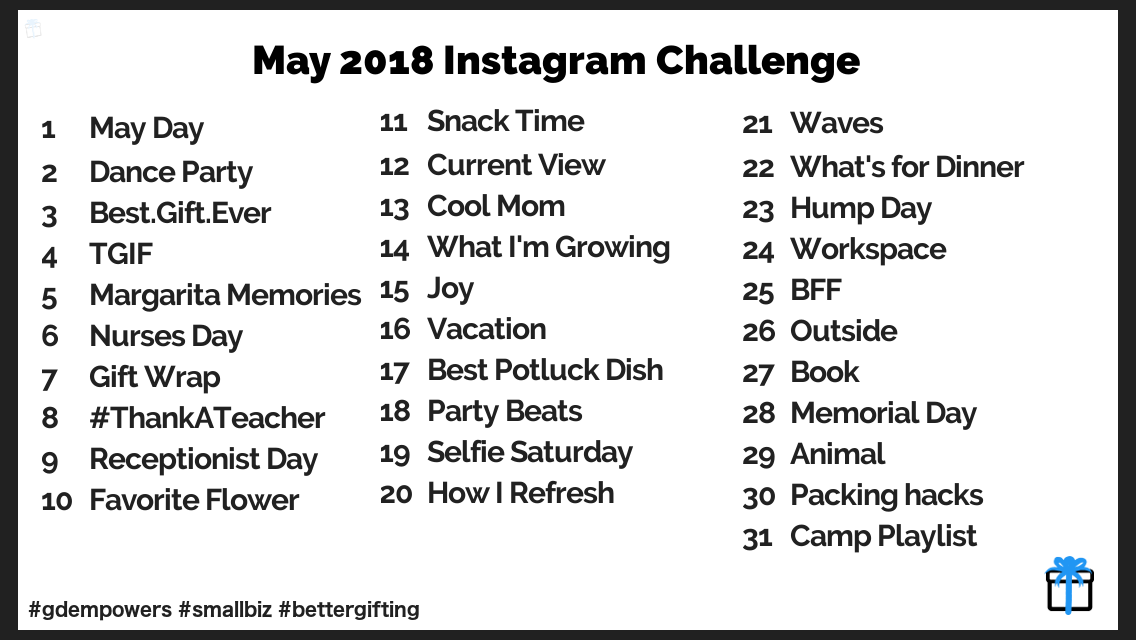 May 2018 Instagram Challenge
1 May Day
2 Dance Party
3 Best.Gift.Ever
4 TGIF
5 Margarita Memories
6 Nurses Day
7 Gift Wrap
8 #ThankATeacher
9 Receptionist Day
10 Favorite Flower
11 Snack Time
12 Current View
13 Cool Mom
14 What I'm Growing
15 Joy
16 Vacation
17 Best Potluck Dish
18 Party Beats
19 Selfie Saturday
20 How I Refresh
21 Waves
22 What's for Dinner
23 Hump Day
24 Workspace
25 BFF
26 Outside
27 Book
28 Memorial Day
29 Animal
30 Packing hacks
31 Camp Playlist
#gdempowers #smallbiz #bettergifting